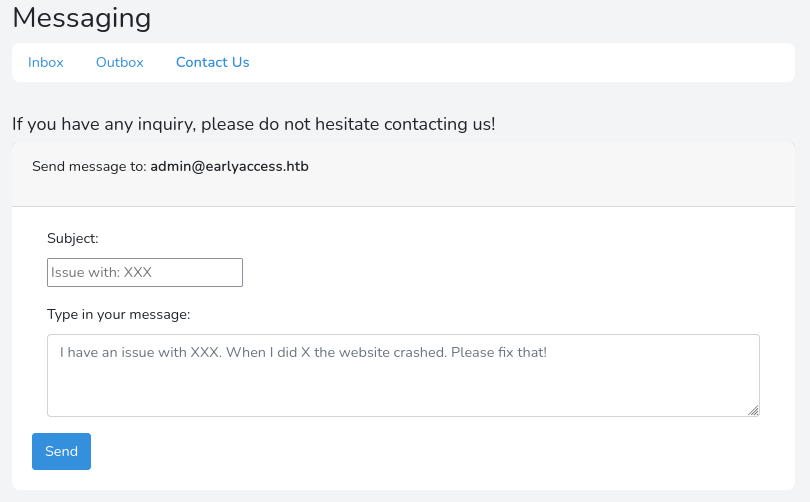 Messaging
Inbox Outbox Contact Us
If you have any inquiry, please do not hesitate contacting us!
Send message to: admin@earlyaccess.htb
Subject:
Issue with: XXX
Type in your message:
I have an issue with XXX. When I did X the website crashed. Please fix that!
Send